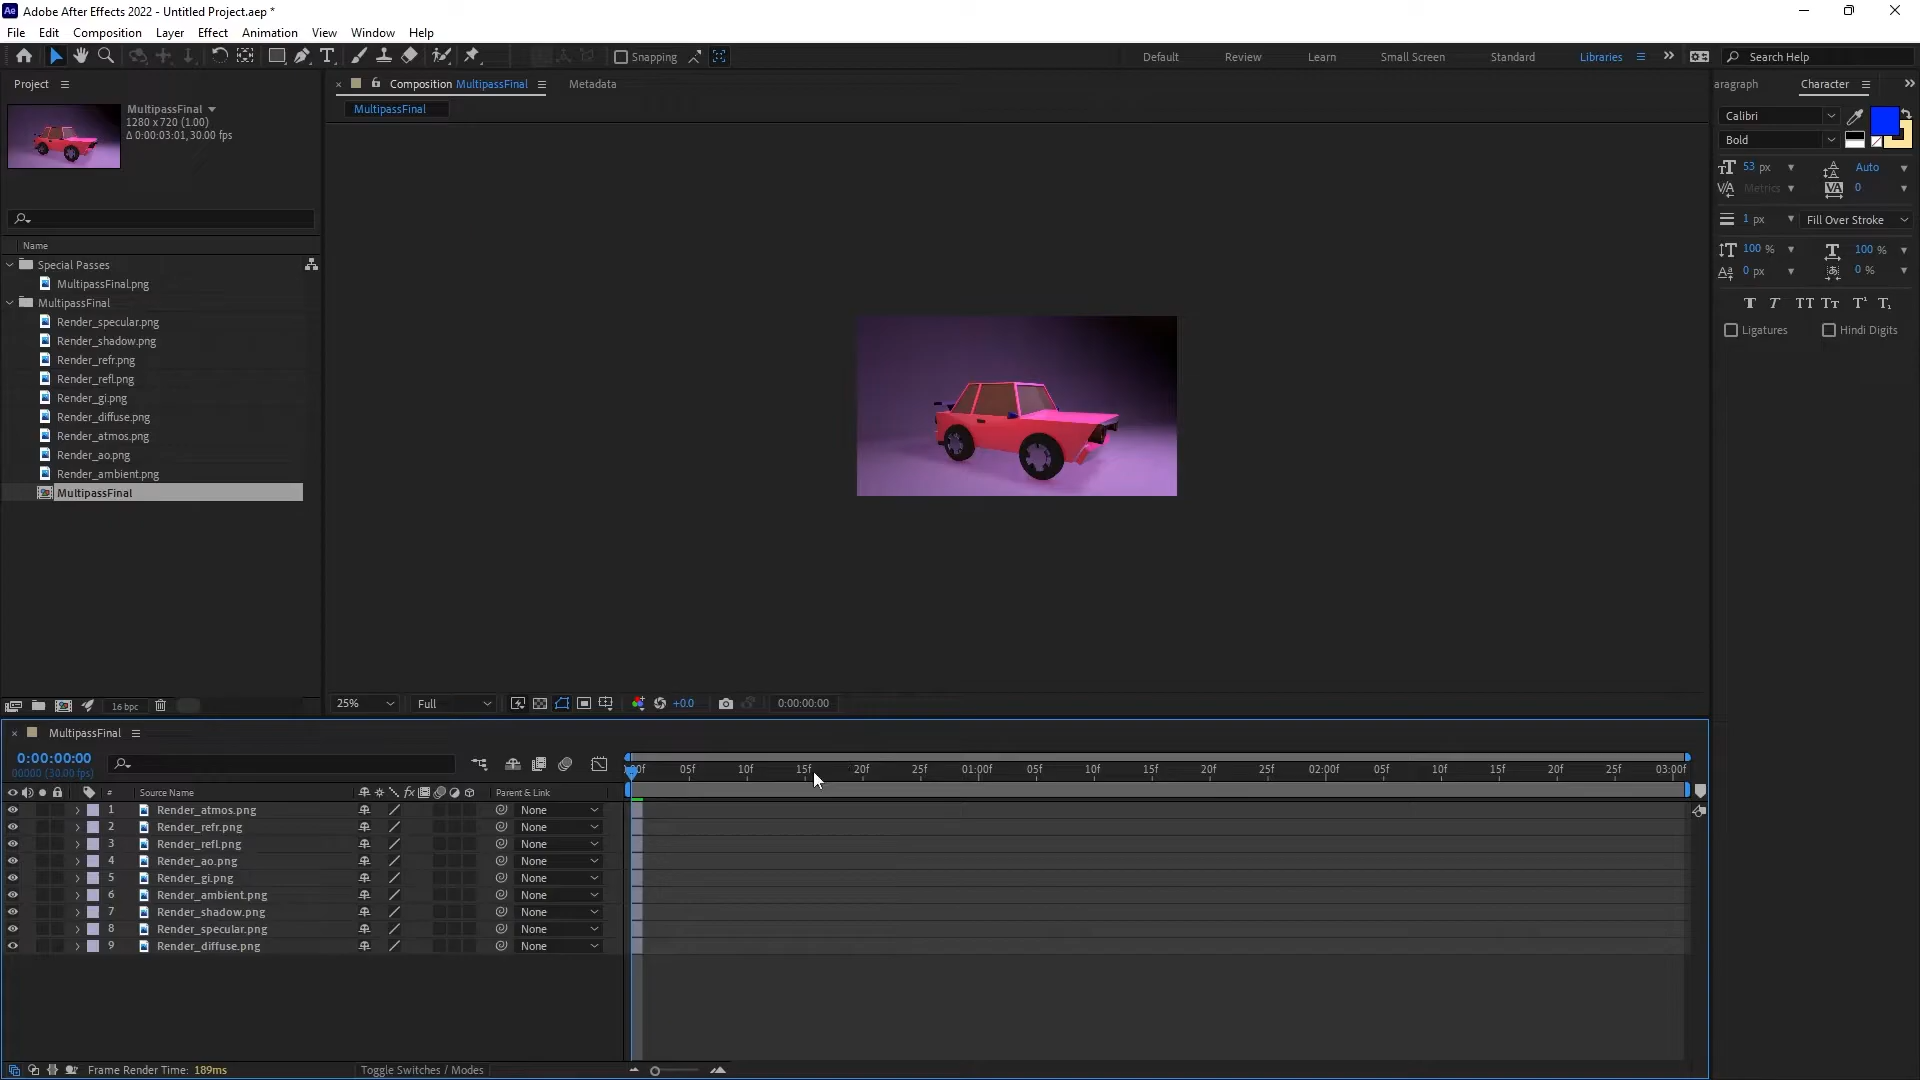 Ae Adobe After Effects 2022 - Untitled Project.aep *
File Edit Composition Layer Effect Animation View Window Help
Snapping Default Review Learn Small Screen Standard Libraries Search Help
Project Composition MultipassFinal Metadata aragraph Character
MultipassFinal
1280 x 720 (1.00)
Δ 0:00:03:01, 30.00 fps
MultipassFinal
Calibri
Bold
53 px Auto
Metrics 0
1 px Fill Over Stroke
100 % 100 %
0 px 0 %
Ligatures Hindi Digits
Name
Special Passes
MultipassFinal.png
MultipassFinal
Render_specular.png
Render_shadow.png
Render_refr.png
Render_refl.png
Render_gi.png
Render_diffuse.png
Render_atmos.png
Render_ao.png
Render_ambient.png
MultipassFinal
16 bpc
25% Full +0.0 0:00:00:00
MultipassFinal
0:00:00:00
00000 (30.00 fps)
:00f 05f 10f 15f 20f 25f 01:00f 05f 10f 15f 20f 25f 02:00f 05f 10f 15f 20f 25f 03:00f
# Source Name fx Parent & Link
1 Render_atmos.png None
2 Render_refr.png None
3 Render_refl.png None
4 Render_ao.png None
5 Render_gi.png None
6 Render_ambient.png None
7 Render_shadow.png None
8 Render_specular.png None
9 Render_diffuse.png None
Frame Render Time: 189ms Toggle Switches / Modes